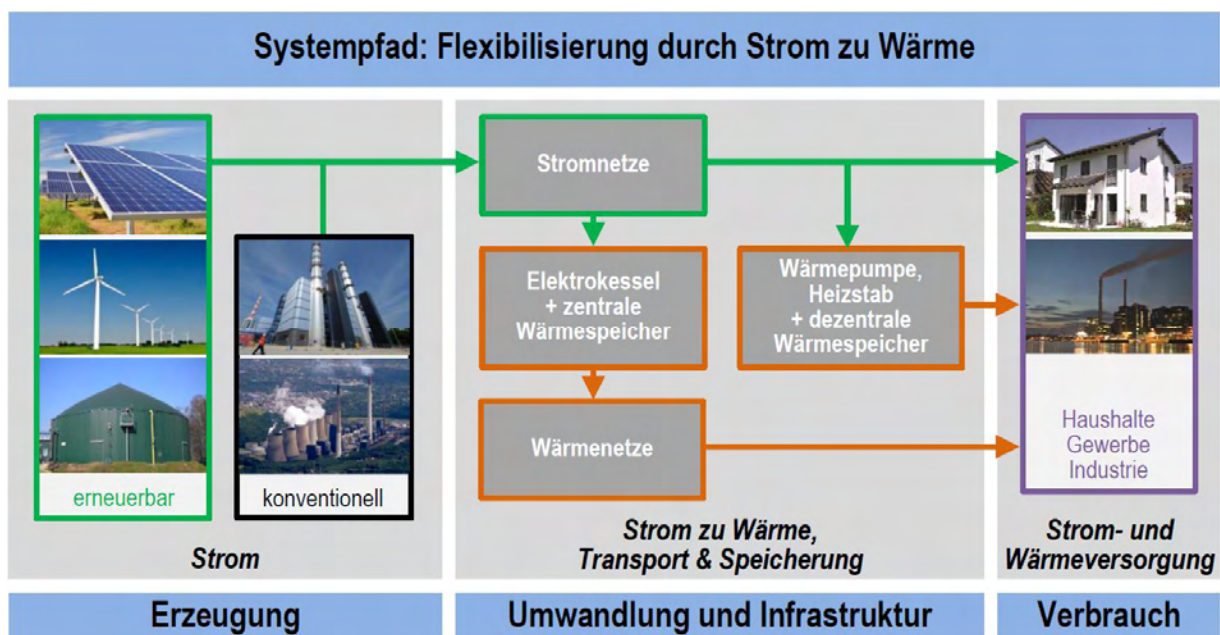 Systempfad: Flexibilisierung durch Strom zu Wärme
erneuerbar
konventionell
Strom
Stromnetze
Elektrokessel
+ zentrale
Wärmespeicher
Wärmepumpe,
Heizstab
+ dezentrale
Wärmespeicher
Wärmenetze
Strom zu Wärme,
Transport & Speicherung
Haushalte
Gewerbe
Industrie
Strom- und
Wärmeversorgung
Erzeugung
Umwandlung und Infrastruktur
Verbrauch